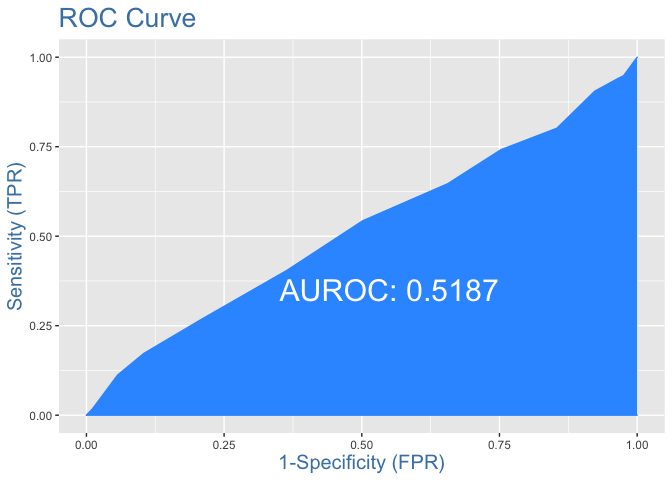 ROC Curve
1.00
0.75
0.50
0.25
0.00
Sensitivity (TPR)
AUROC: 0.5187
0.00 0.25 0.50 0.75 1.00
1-Specificity (FPR)